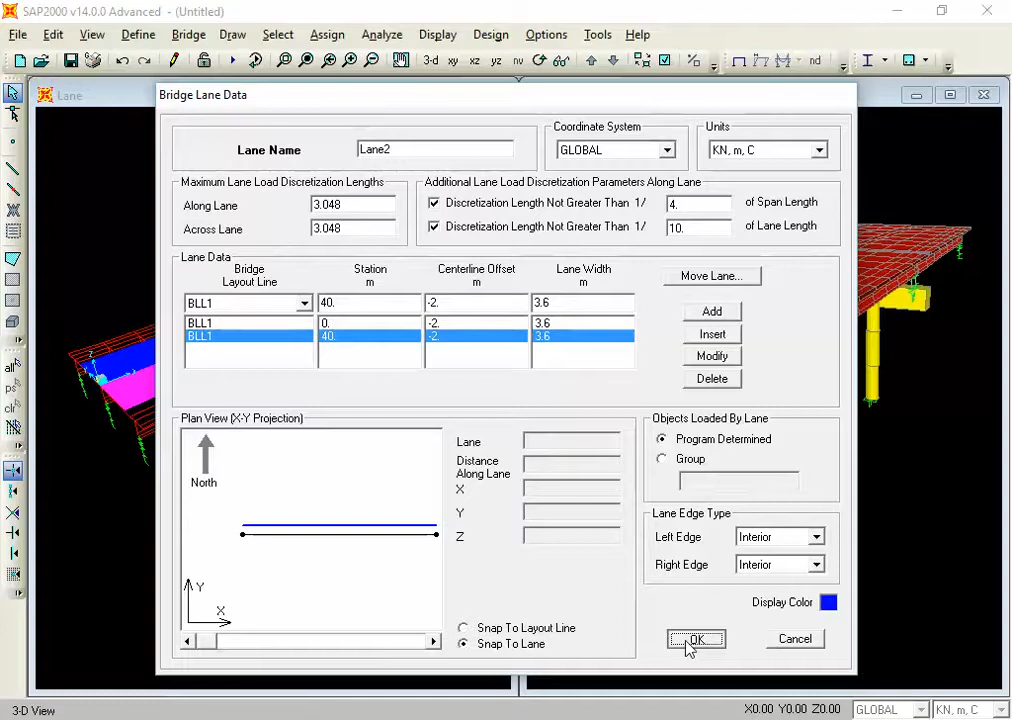 SAP2000 v14.0.0 Advanced - (Untitled)
File Edit View Define Bridge Draw Select Assign Analyze Display Design Options Tools Help
3-d xy xz yz nv nd
Lane
Bridge Lane Data
Lane Name Lane2
Coordinate System
GLOBAL
Units
KN, m, C
Maximum Lane Load Discretization Lengths
Along Lane 3.048
Across Lane 3.048
Additional Lane Load Discretization Parameters Along Lane
Discretization Length Not Greater Than 1/ 4. of Span Length
Discretization Length Not Greater Than 1/ 10. of Lane Length
Lane Data
Bridge Layout Line Station m Centerline Offset m Lane Width m
BLL1 40. -2. 3.6
BLL1 0. -2. 3.6
BLL1 40. -2. 3.6
Move Lane...
Add
Insert
Modify
Delete
Plan View (X-Y Projection)
North
Y
X
Lane
Distance
Along Lane
X
Y
Z
Snap To Layout Line
Snap To Lane
Objects Loaded By Lane
Program Determined
Group
Lane Edge Type
Left Edge Interior
Right Edge Interior
Display Color
OK Cancel
all
ps
clr
Z
3-D View X0.00 Y0.00 Z0.00 GLOBAL KN, m, C